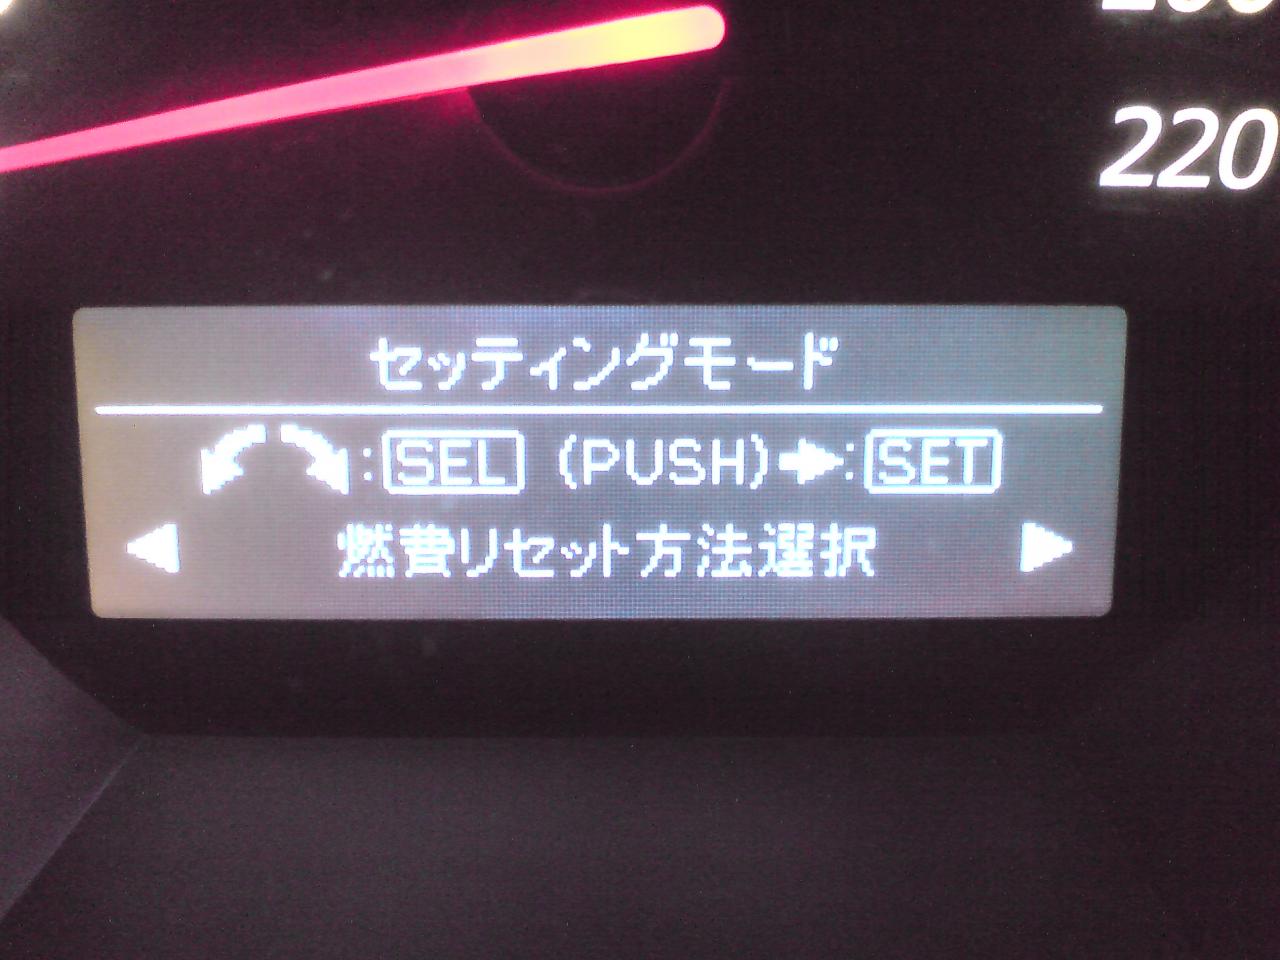 220
セッティングモード
:SEL (PUSH)➡:SET
◀ 燃費リセット方法選択 ▶